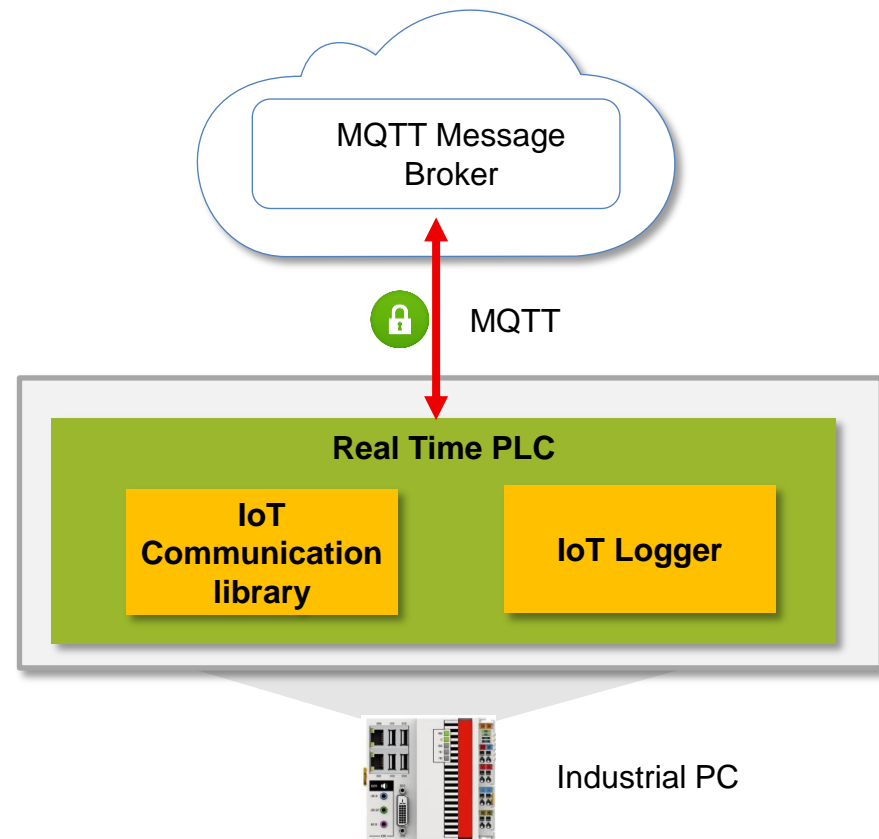 MQTT Message
Broker
MQTT
Real Time PLC
IoT
Communication
library
IoT Logger
Industrial PC